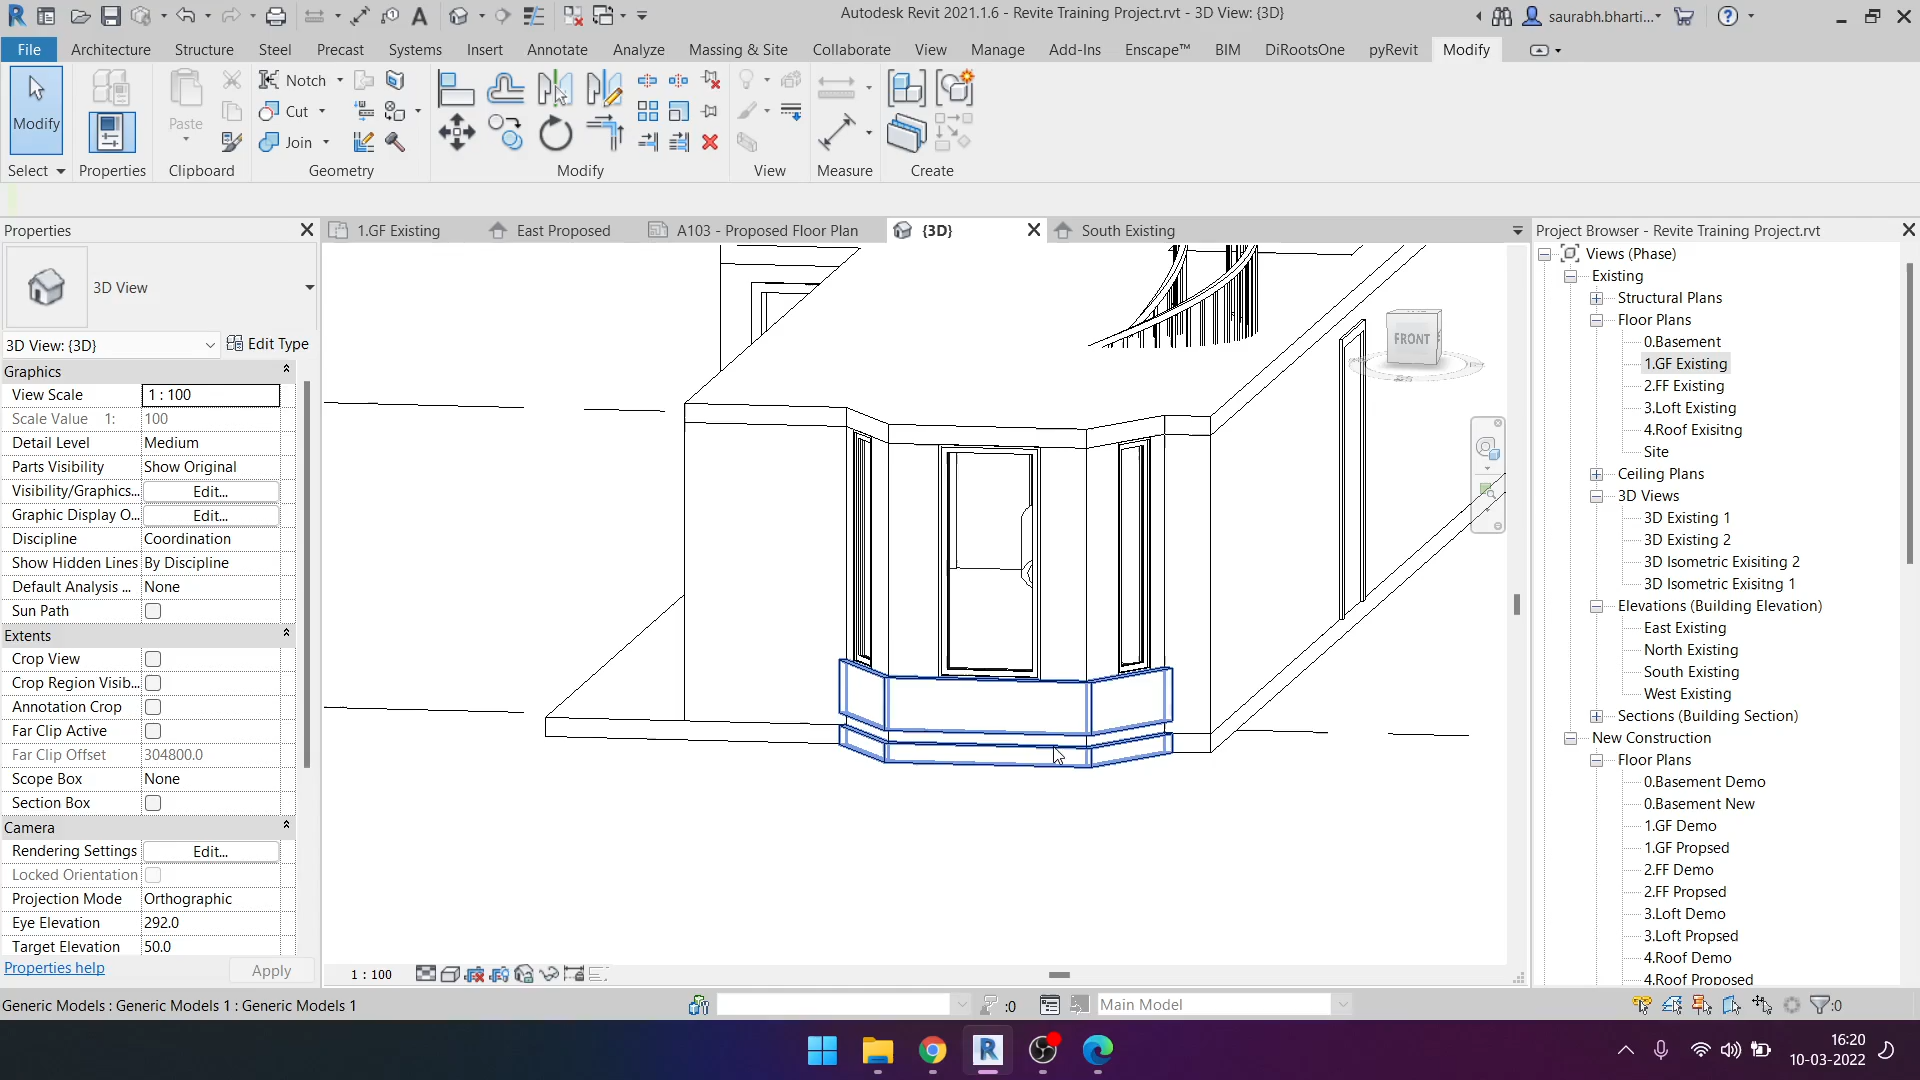 Autodesk Revit 2021.1.6 - Revite Training Project.rvt - 3D View: {3D}
saurabh.bharti...
File Architecture Structure Steel Precast Systems Insert Annotate Analyze Massing & Site Collaborate View Manage Add-Ins Enscape™ BIM DiRootsOne pyRevit Modify
Modify
Paste
Notch
Cut
Join
Select Properties Clipboard Geometry Modify View Measure Create
Properties
1.GF Existing East Proposed A103 - Proposed Floor Plan {3D} South Existing
3D View
3D View: {3D} Edit Type
Graphics
View Scale 1 : 100
Scale Value 1: 100
Detail Level Medium
Parts Visibility Show Original
Visibility/Graphics... Edit...
Graphic Display O... Edit...
Discipline Coordination
Show Hidden Lines By Discipline
Default Analysis ... None
Sun Path
Extents
Crop View
Crop Region Visib...
Annotation Crop
Far Clip Active
Far Clip Offset 304800.0
Scope Box None
Section Box
Camera
Rendering Settings Edit...
Locked Orientation
Projection Mode Orthographic
Eye Elevation 292.0
Target Elevation 50.0
Properties help Apply
FRONT
1 : 100
Project Browser - Revite Training Project.rvt
Views (Phase)
Existing
Structural Plans
Floor Plans
0.Basement
1.GF Existing
2.FF Existing
3.Loft Existing
4.Roof Exisitng
Site
Ceiling Plans
3D Views
3D Existing 1
3D Existing 2
3D Isometric Exisiting 2
3D Isometric Exisitng 1
Elevations (Building Elevation)
East Existing
North Existing
South Existing
West Existing
Sections (Building Section)
New Construction
Floor Plans
0.Basement Demo
0.Basement New
1.GF Demo
1.GF Propsed
2.FF Demo
2.FF Propsed
3.Loft Demo
3.Loft Propsed
4.Roof Demo
4.Roof Proposed
Generic Models : Generic Models 1 : Generic Models 1
:0
Main Model
:0
16:20
10-03-2022